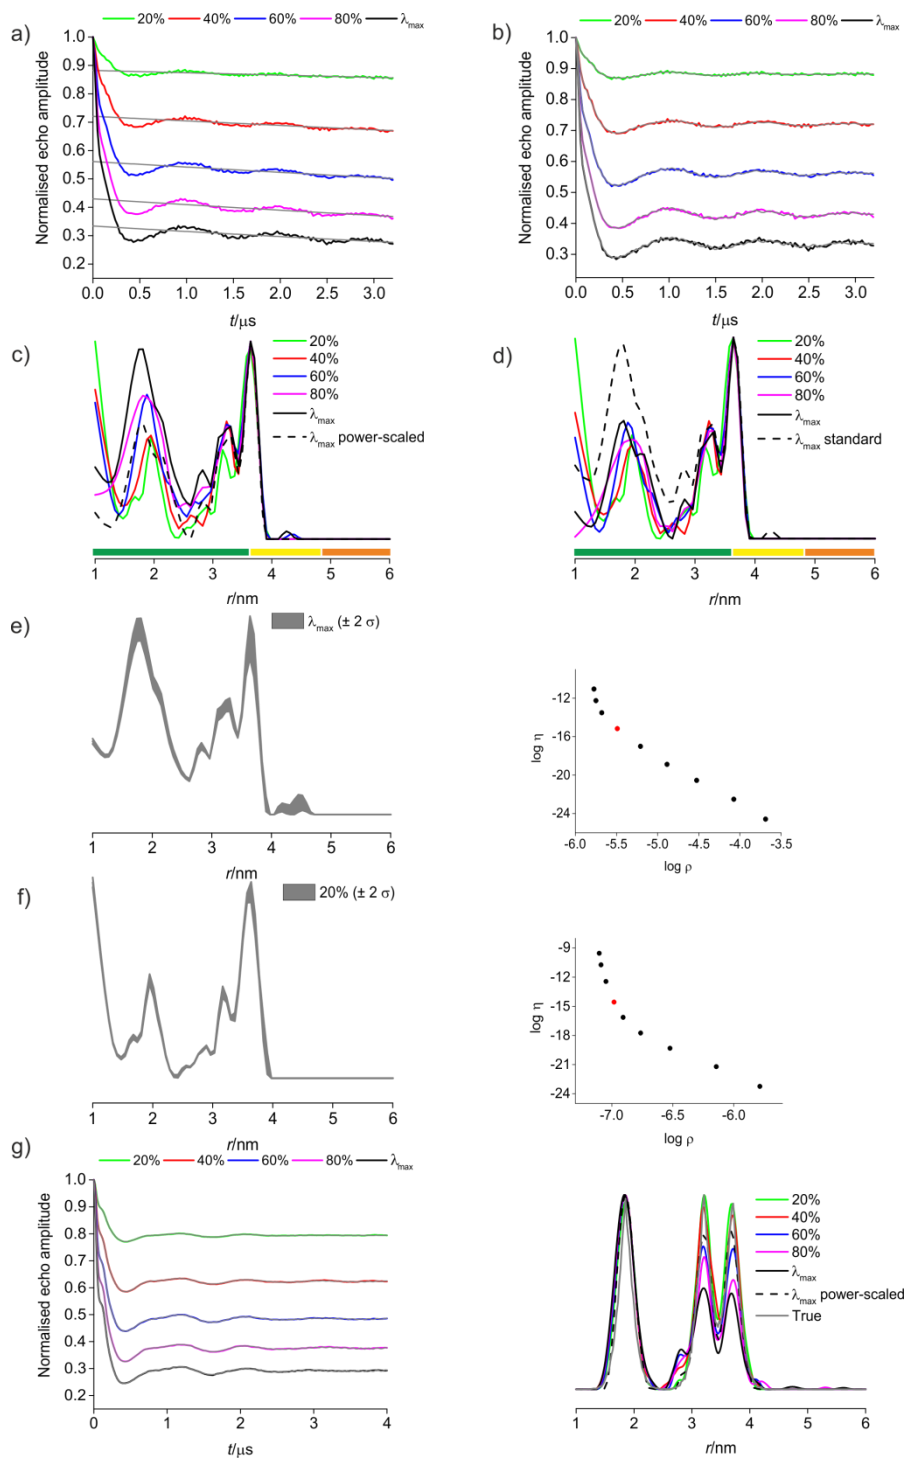 20% 40% 60% 80% λmax
a)
1.0
0.9
0.8
0.7
0.6
0.5
0.4
0.3
0.2
Normalised echo amplitude
0.0 0.5 1.0 1.5 2.0 2.5 3.0
t/μs
20% 40% 60% 80% λmax
b)
1.0
0.9
0.8
0.7
0.6
0.5
0.4
0.3
Normalised echo amplitude
0.0 0.5 1.0 1.5 2.0 2.5 3.0
t/μs
c)
20%
40%
60%
80%
λmax
λmax power-scaled
1 2 3 4 5 6
r/nm
d)
20%
40%
60%
80%
λmax
λmax standard
1 2 3 4 5 6
r/nm
e)
λmax (± 2 σ)
1 2 3 4 5 6
r/nm
-12
-16
-20
-24
log η
-6.0 -5.5 -5.0 -4.5 -4.0 -3.5
log ρ
f)
20% (± 2 σ)
1 2 3 4 5 6
r/nm
-9
-12
-15
-18
-21
-24
log η
-7.0 -6.5 -6.0
log ρ
g)
20% 40% 60% 80% λmax
1.0
0.9
0.8
0.7
0.6
0.5
0.4
0.3
0.2
Normalised echo amplitude
0 1 2 3 4
t/μs
20%
40%
60%
80%
λmax
λmax power-scaled
True
1 2 3 4 5 6
r/nm